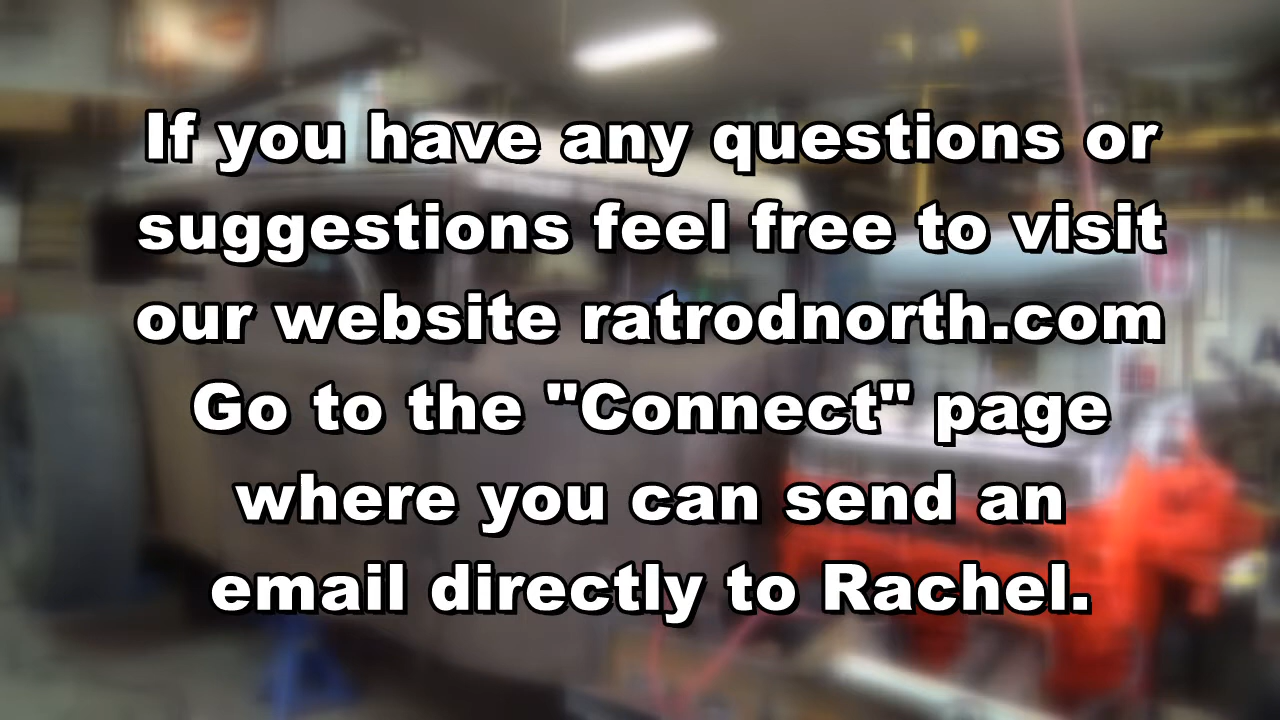 If you have any questions or
suggestions feel free to visit
our website ratrodnorth.com
Go to the "Connect" page
where you can send an
email directly to Rachel.